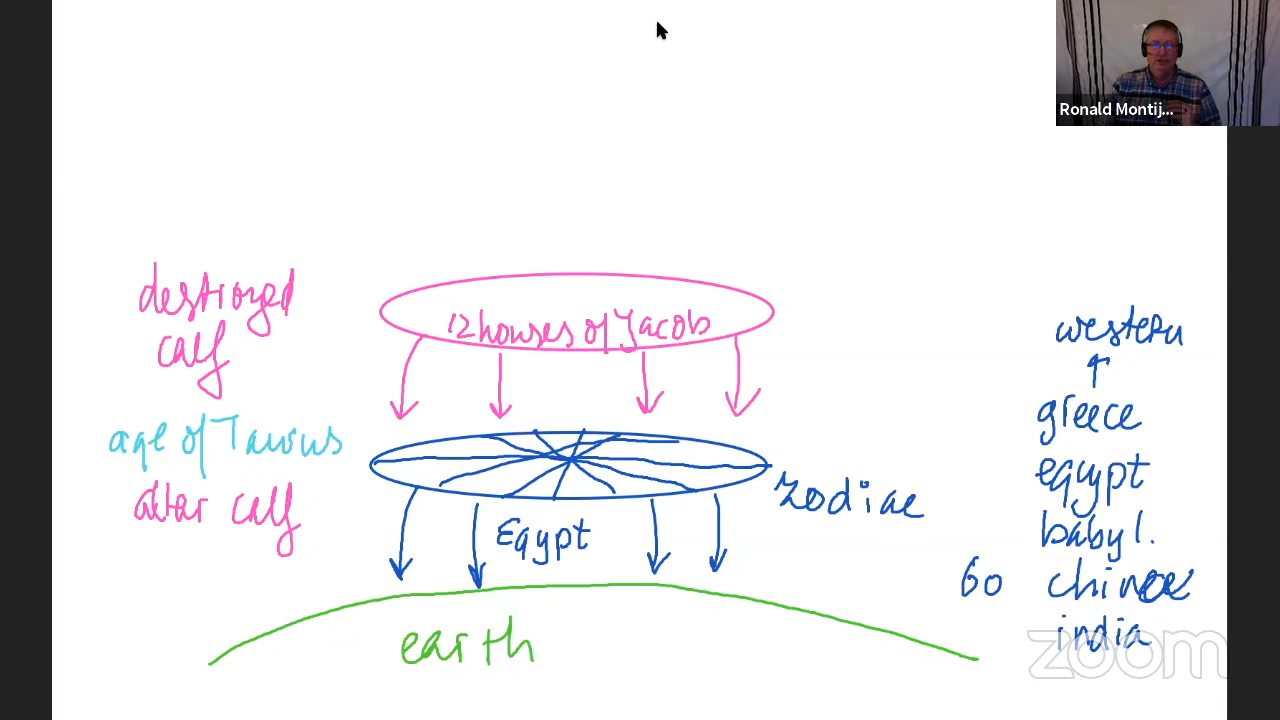 Ronald Montij...
destroyed
calf
12 houses of Jacob
age of Taurus
alter calf
zodiac
Egypt
earth
western
greece
egypt
babyl.
60 chinese
india
zoom